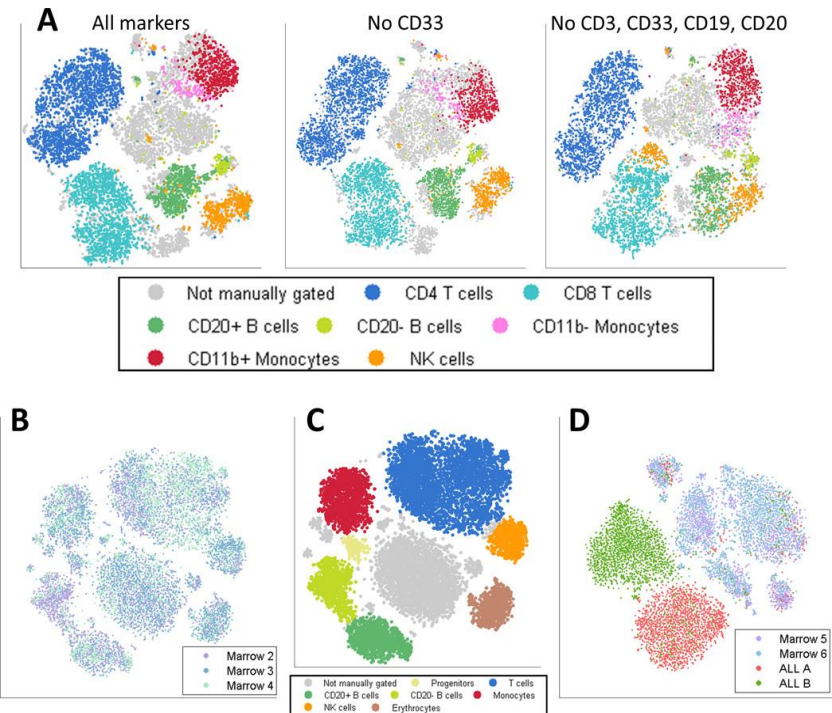 A
All markers
No CD33
No CD3, CD33, CD19, CD20
Not manually gated
CD4 T cells
CD8 T cells
CD20+ B cells
CD20- B cells
CD11b- Monocytes
CD11b+ Monocytes
NK cells
B
Marrow 2
Marrow 3
Marrow 4
C
Not manually gated
Progenitors
T cells
CD20+ B cells
CD20- B cells
Monocytes
NK cells
Erythrocytes
D
Marrow 5
Marrow 6
ALL A
ALL B